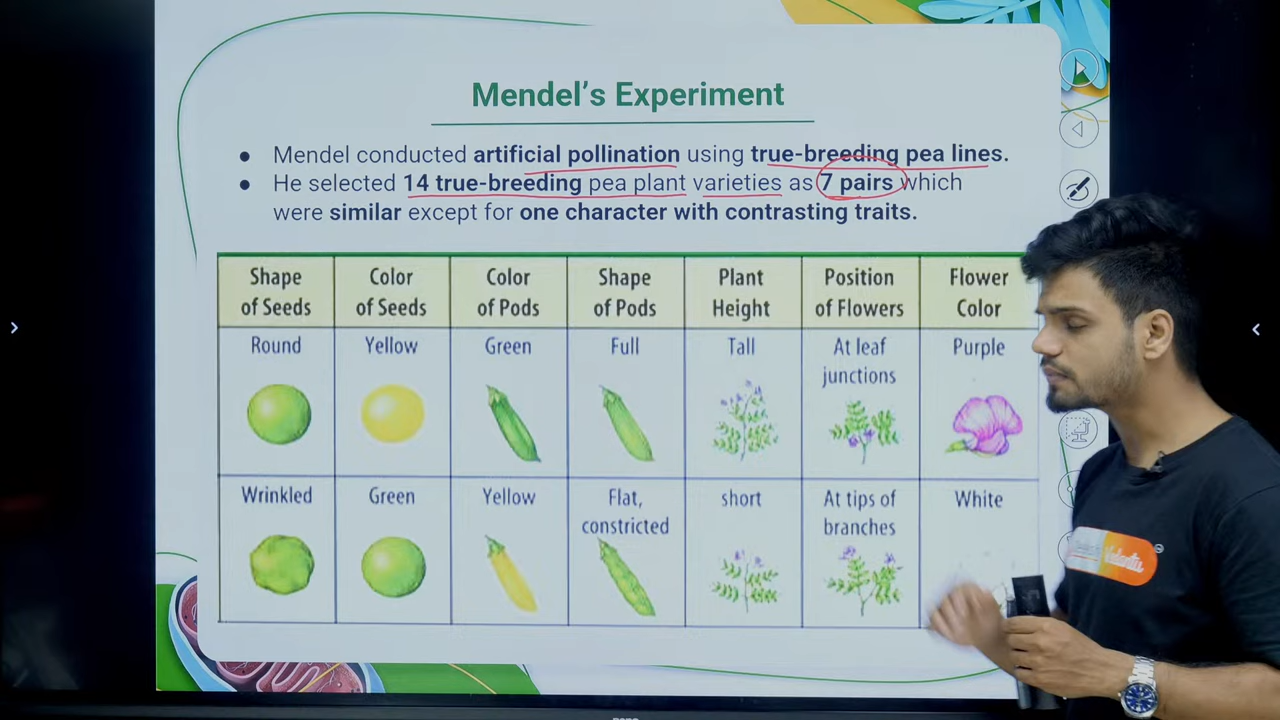 Mendel's Experiment
● Mendel conducted artificial pollination using true-breeding pea lines.
● He selected 14 true-breeding pea plant varieties as 7 pairs which
were similar except for one character with contrasting traits.
Shape of Seeds
Color of Seeds
Color of Pods
Shape of Pods
Plant Height
Position of Flowers
Flower Color
Round
Yellow
Green
Full
Tall
At leaf junctions
Purple
Wrinkled
Green
Yellow
Flat, constricted
short
At tips of branches
White